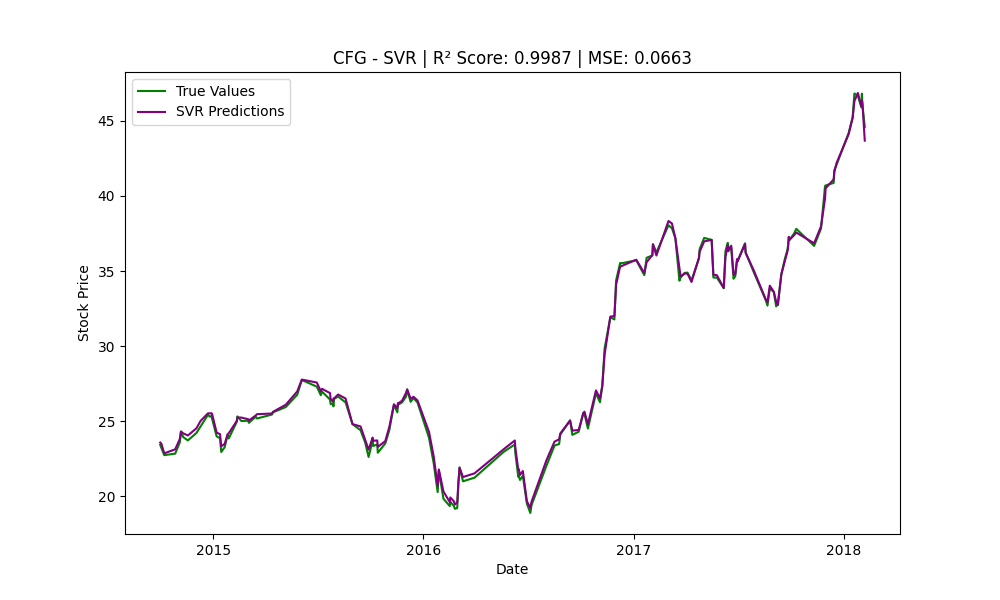 CFG - SVR | R² Score: 0.9987 | MSE: 0.0663
True Values
SVR Predictions
Stock Price
45
40
35
30
25
20
2015
2016
2017
2018
Date